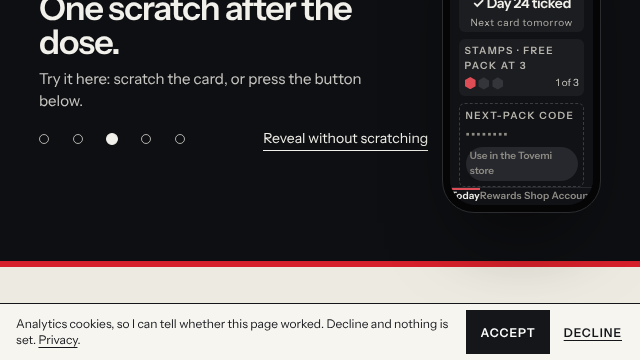 One scratch after the
dose.
Try it here: scratch the card, or press the button
below.
Reveal without scratching
✓ Day 24 ticked
Next card tomorrow
STAMPS · FREE
PACK AT 3
1 of 3
NEXT-PACK CODE
Use in the Tovemi
store
Today Rewards Shop Account
Analytics cookies, so I can tell whether this page worked. Decline and nothing is
set. Privacy.
ACCEPT
DECLINE